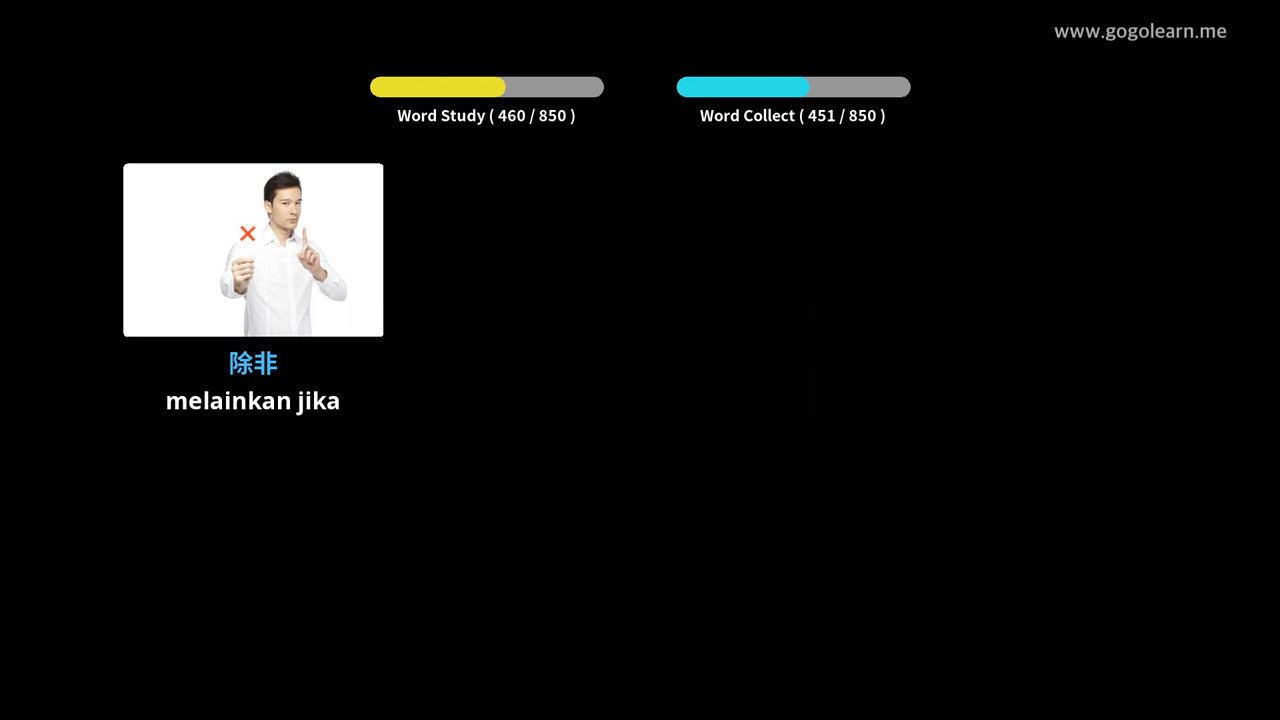 www.gogolearn.me
Word Study ( 460 / 850 )
Word Collect ( 451 / 850 )
除非
melainkan jika